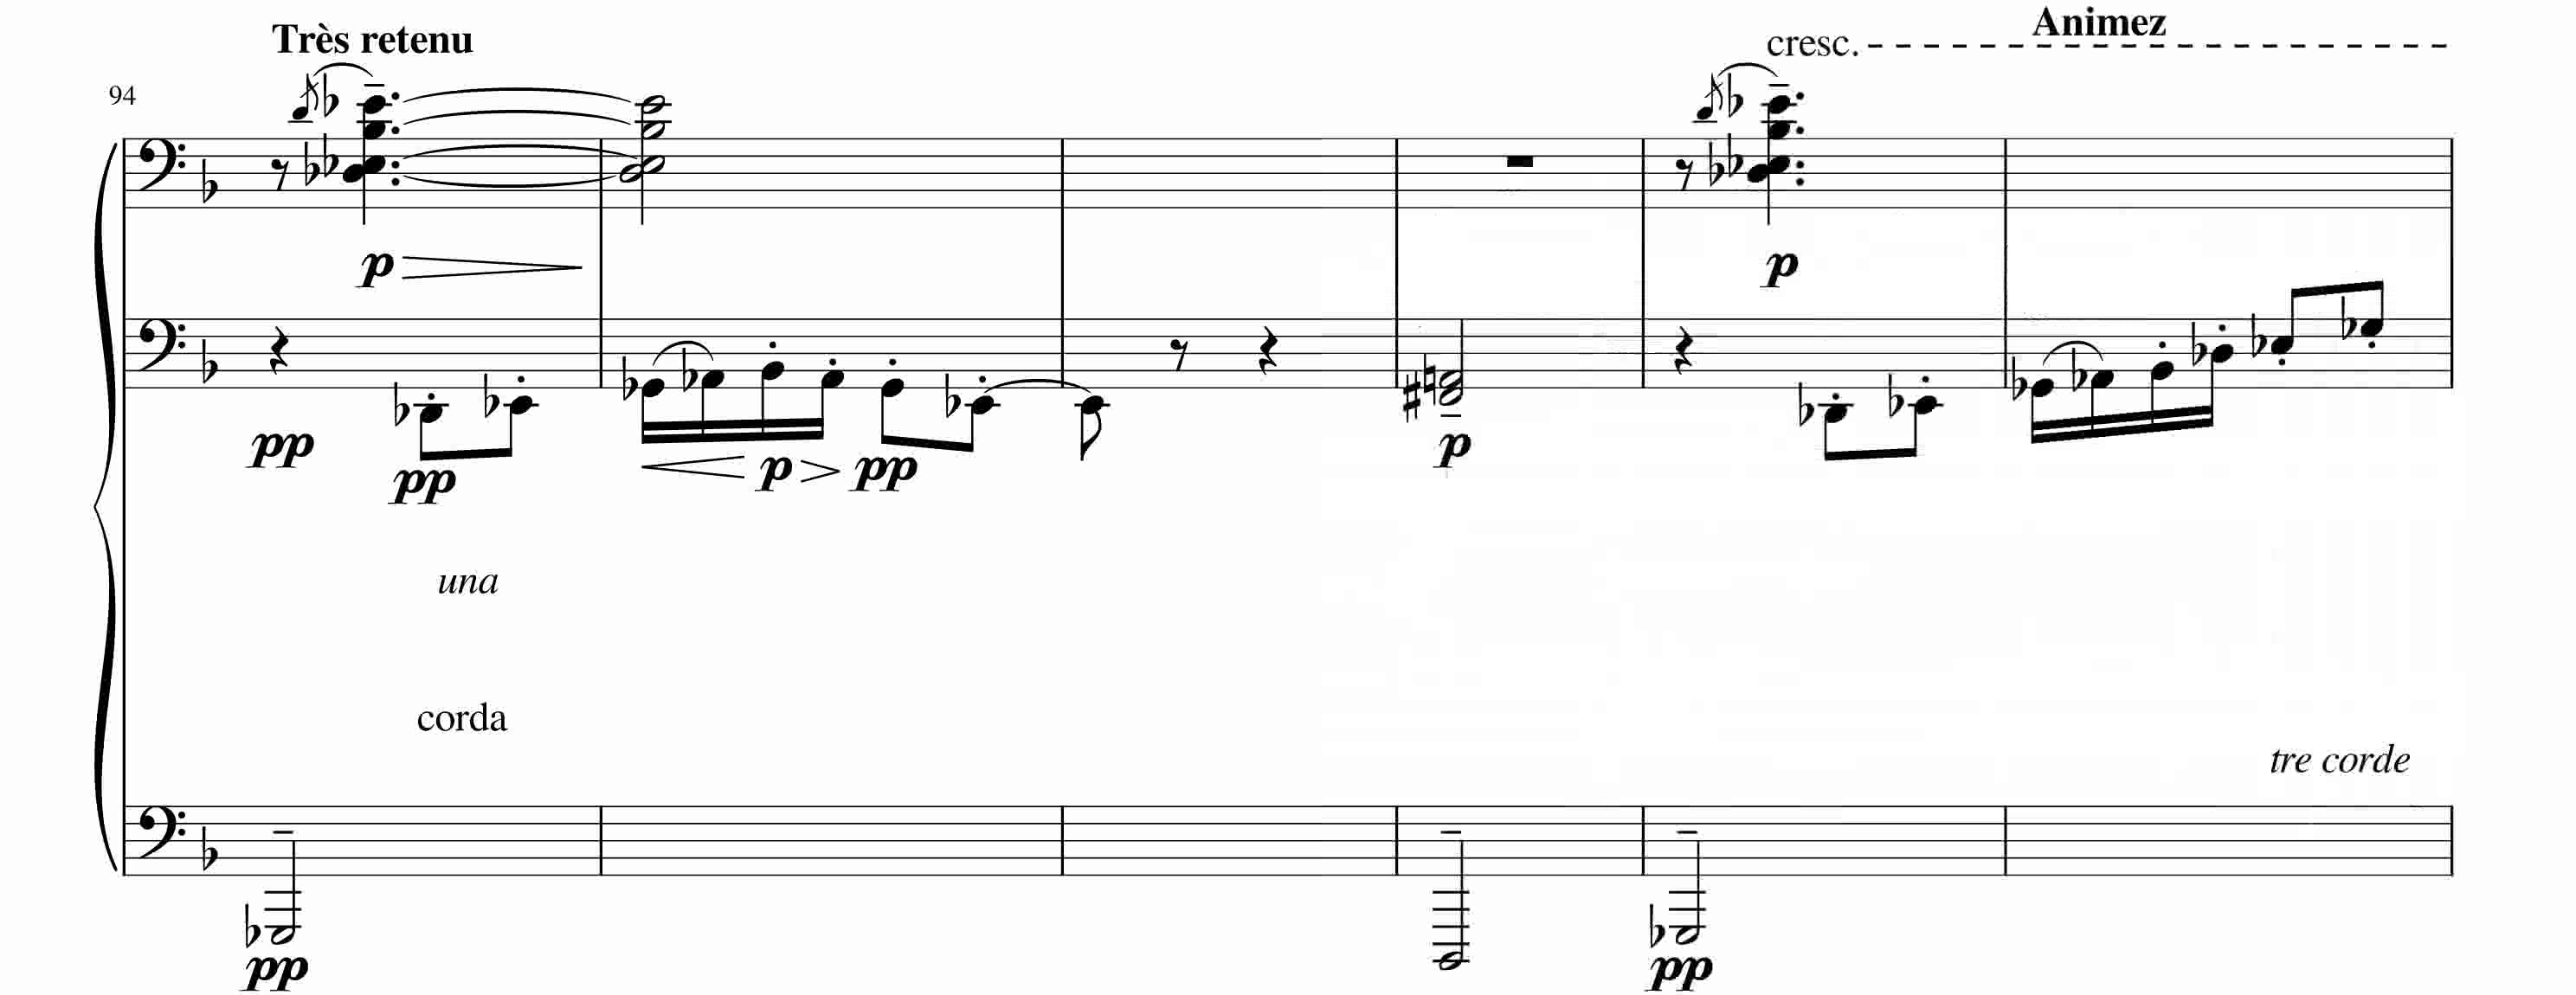 Très retenu
cresc.
Animez
94
p
p
pp
pp
p
pp
p
una
corda
tre corde
pp
pp